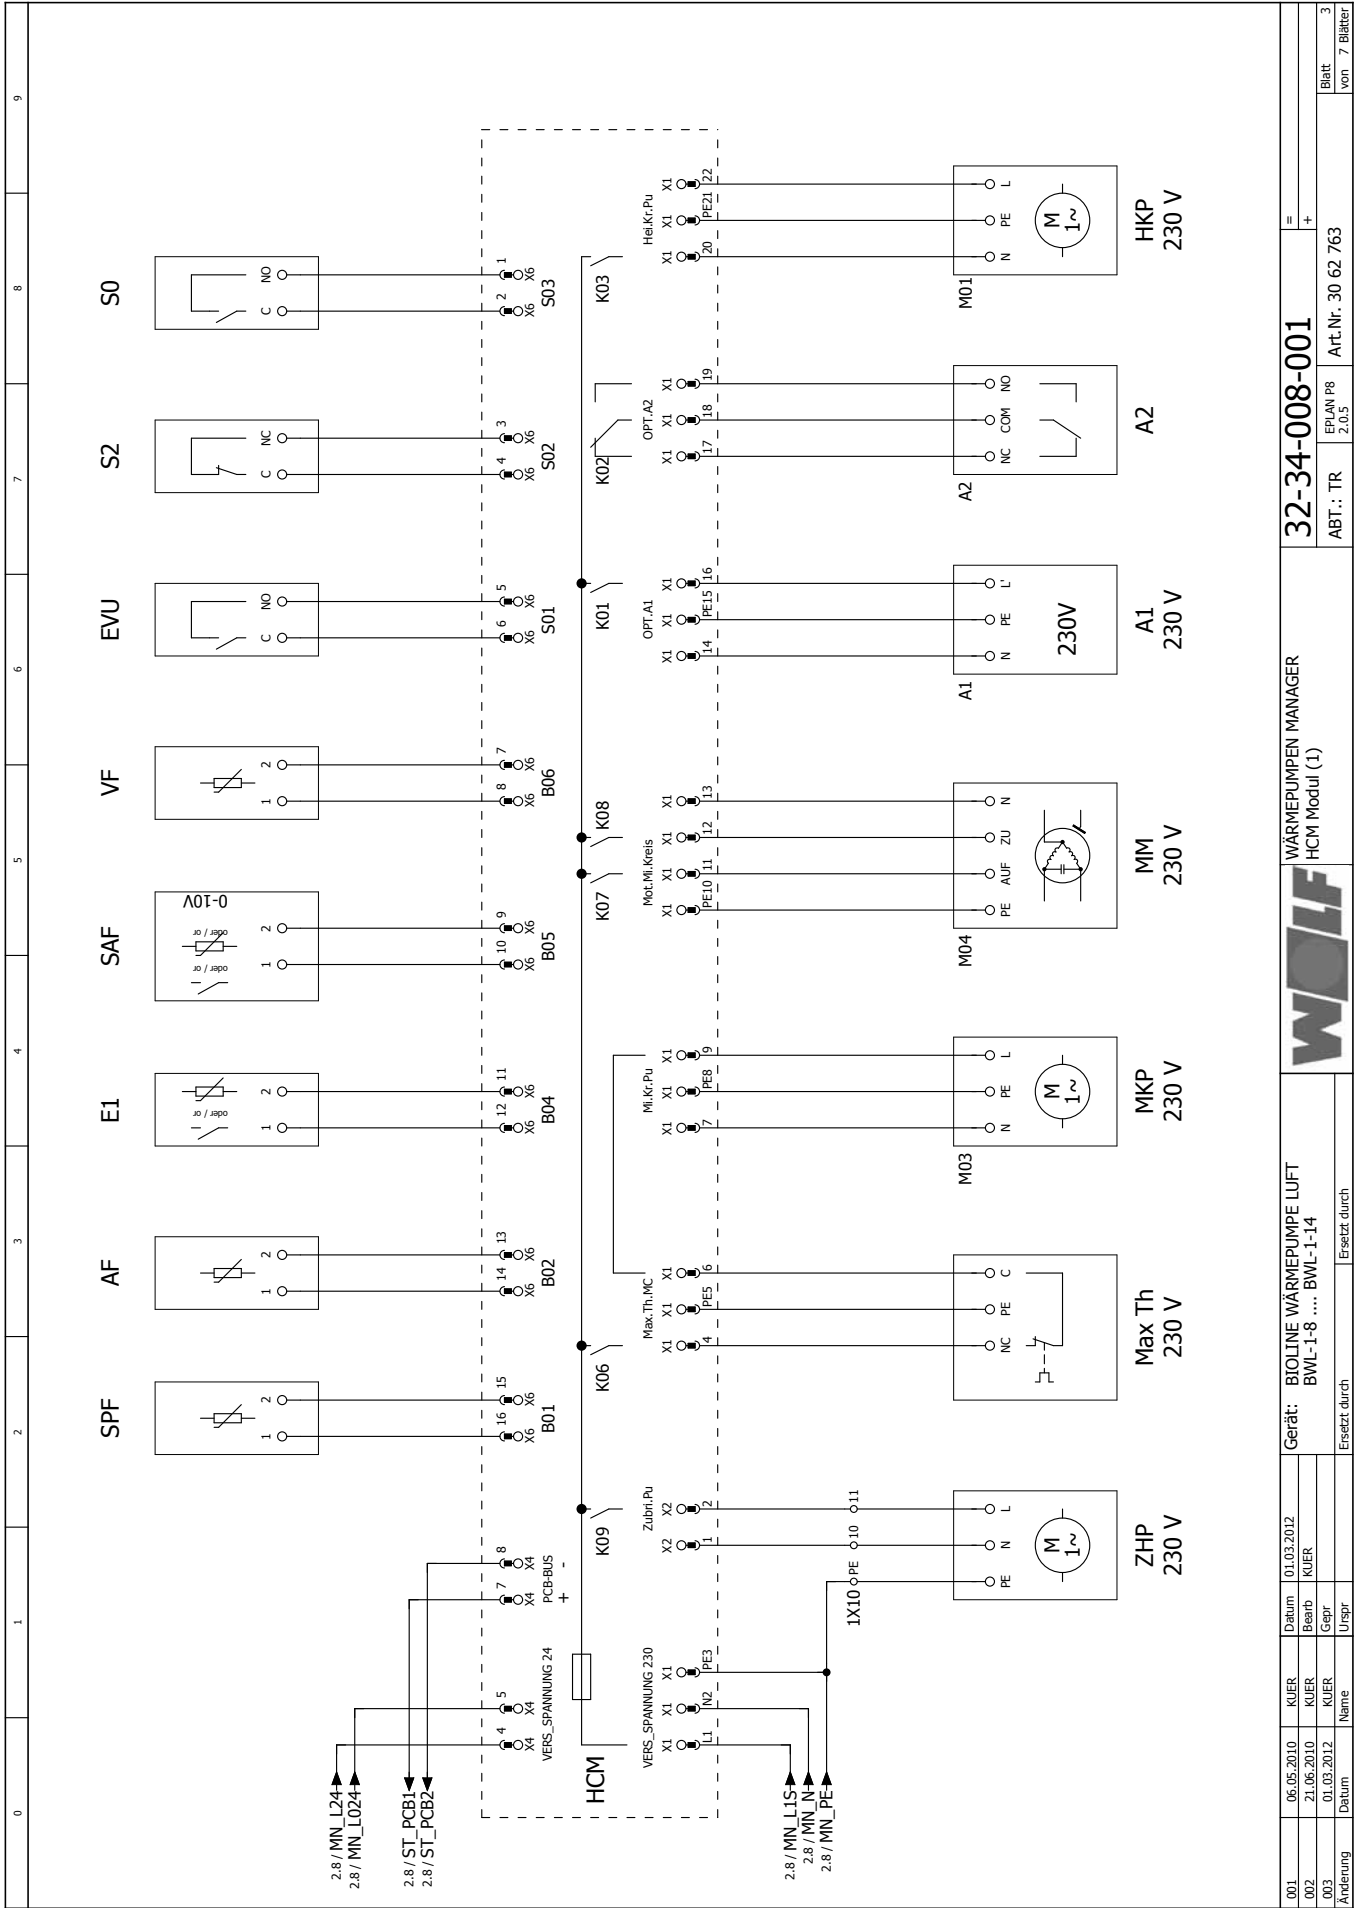 0 1 2 3 4 5 6 7 8 9
SPF AF E1 SAF VF EVU S2 S0
oder / or
oder / or oder / or 0-10V
1 2 1 2 1 2 1 2 1 2 C NO C NC C NO
2.8 / MN_L24
2.8 / MN_L024
2.8 / ST_PCB1
2.8 / ST_PCB2
4 5 7 8 16 15 14 13 12 11 10 9 8 7 6 5 4 3 2 1
X4 X4 X4 X4 X6 X6 X6 X6 X6 X6 X6 X6 X6 X6 X6 X6 X6 X6 X6 X6
VERS_SPANNUNG 24 PCB-BUS B01 B02 B04 B05 B06 S01 S02 S03
+ -
HCM
K09 K06 K07 K08 K01 K02 K03
VERS_SPANNUNG 230 Zubri.Pu Max.Th.MC Mi.Kr.Pu Mot.Mi.Kreis OPT.A1 OPT.A2 Hei.Kr.Pu
X1 X1 X1 X2 X2 X1 X1 X1 X1 X1 X1 X1 X1 X1 X1 X1 X1 X1 X1 X1 X1 X1 X1 X1
L1 N2 PE3 1 2 4 PE5 6 7 PE8 9 PE10 11 12 13 14 PE15 16 17 18 19 20 PE21 22
2.8 / MN_L1S
2.8 / MN_N
2.8 / MN_PE
1X10 PE 10 11
M03 M04 A1 A2 M01
PE N L NC PE C N PE L PE AUF ZU N N PE L' NC COM NO N PE L
M 1~ M 1~ 230V M 1~
ZHP Max Th MKP MM A1 A2 HKP
230 V 230 V 230 V 230 V 230 V 230 V
001 06.05.2010 KUER Datum 01.03.2012
002 21.06.2010 KUER Bearb KUER
003 01.03.2012 KUER Gepr
Änderung Datum Name Urspr
Gerät: BIOLINE WÄRMEPUMPE LUFT
BWL-1-8 .... BWL-1-14
Ersetzt durch Ersetzt durch
WOLF
WÄRMEPUMPEN MANAGER
HCM Modul (1)
32-34-008-001
=
+
ABT.: TR EPLAN P8 2.0.5 Art.Nr. 30 62 763
Blatt 3
von 7 Blätter